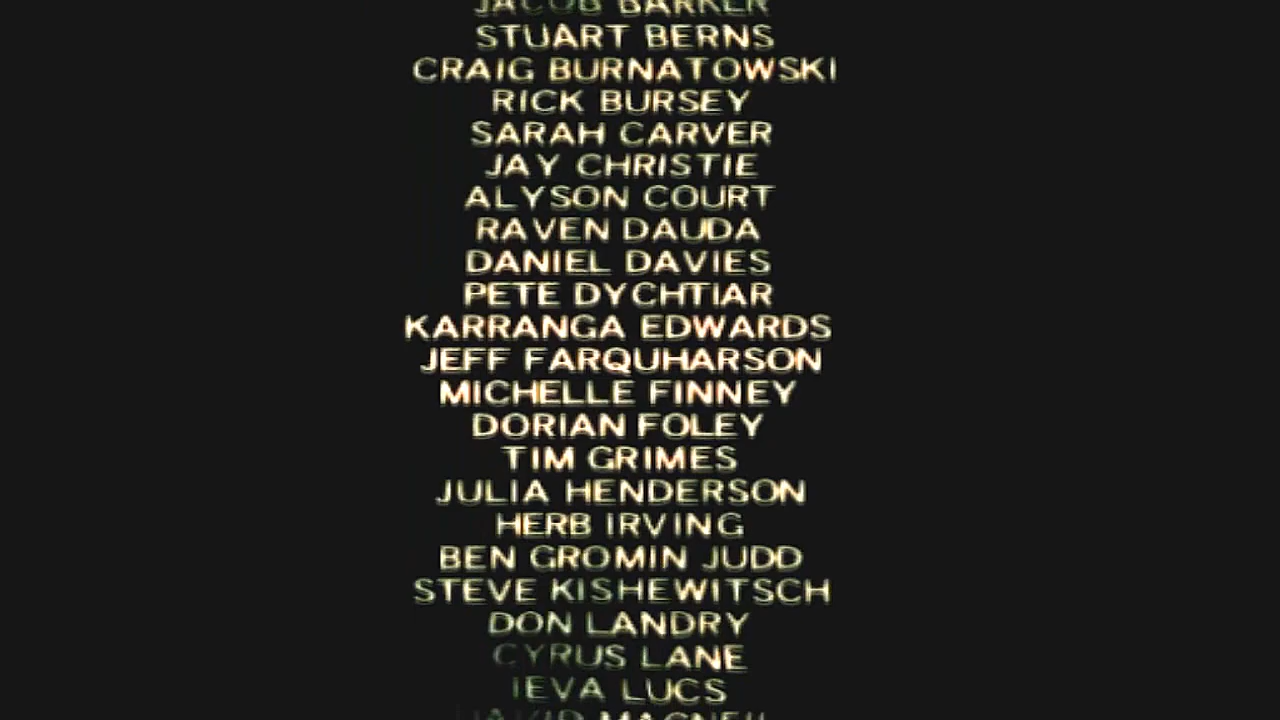 JACOB BARKER
STUART BERNS
CRAIG BURNATOWSKI
RICK BURSEY
SARAH CARVER
JAY CHRISTIE
ALYSON COURT
RAVEN DAUDA
DANIEL DAVIES
PETE DYCHTIAR
KARRANGA EDWARDS
JEFF FARQUHARSON
MICHELLE FINNEY
DORIAN FOLEY
TIM GRIMES
JULIA HENDERSON
HERB IRVING
BEN GROMIN JUDD
STEVE KISHEWITSCH
DON LANDRY
CYRUS LANE
IEVA LUCS